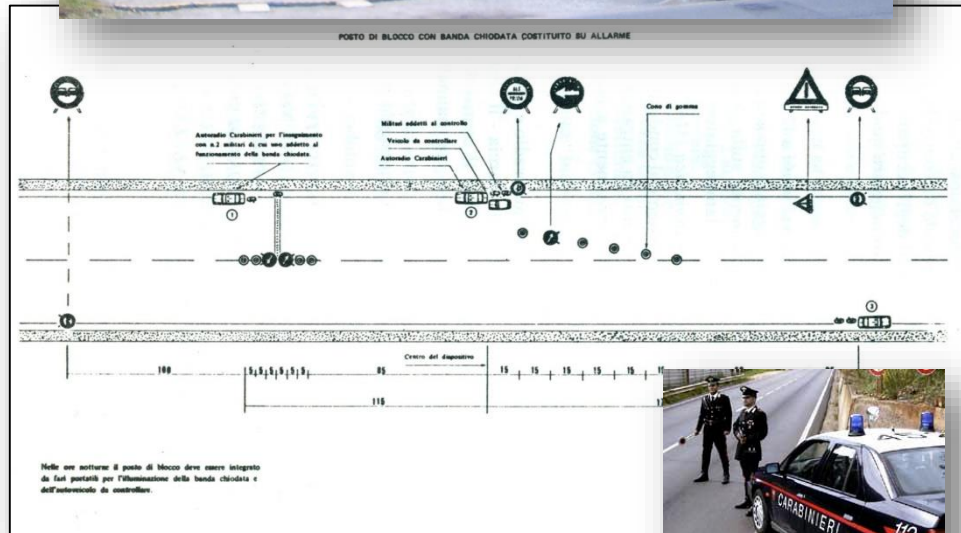 POSTO DI BLOCCO CON BANDA CHIODATA COSTITUITO SU ALLARME
ALT
Cono di gomma
Militari addetti al controllo
Veicolo da controllare
Autoradio Carabinieri
Autoradio Carabinieri per l'inseguimento
con n.2 militari di cui uno addetto al
funzionamento della banda chiodata.
1
2
3
Centro del dispositivo
100
5 5 5 5 5 5
85
15 15 15 15 15
115
Nelle ore notturne il posto di blocco deve essere integrato
da fari portatili per l'illuminazione della banda chiodata e
dell'autoveicolo da controllare.
CARABINIERI
112